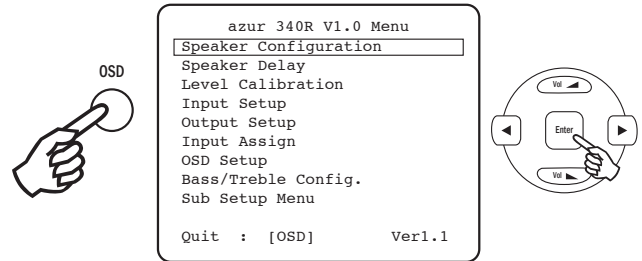 OSD
azur 340R V1.0 Menu
Speaker Configuration
Speaker Delay
Level Calibration
Input Setup
Output Setup
Input Assign
OSD Setup
Bass/Treble Config.
Sub Setup Menu
Quit : [OSD] Ver1.1
Vol
Enter
Vol